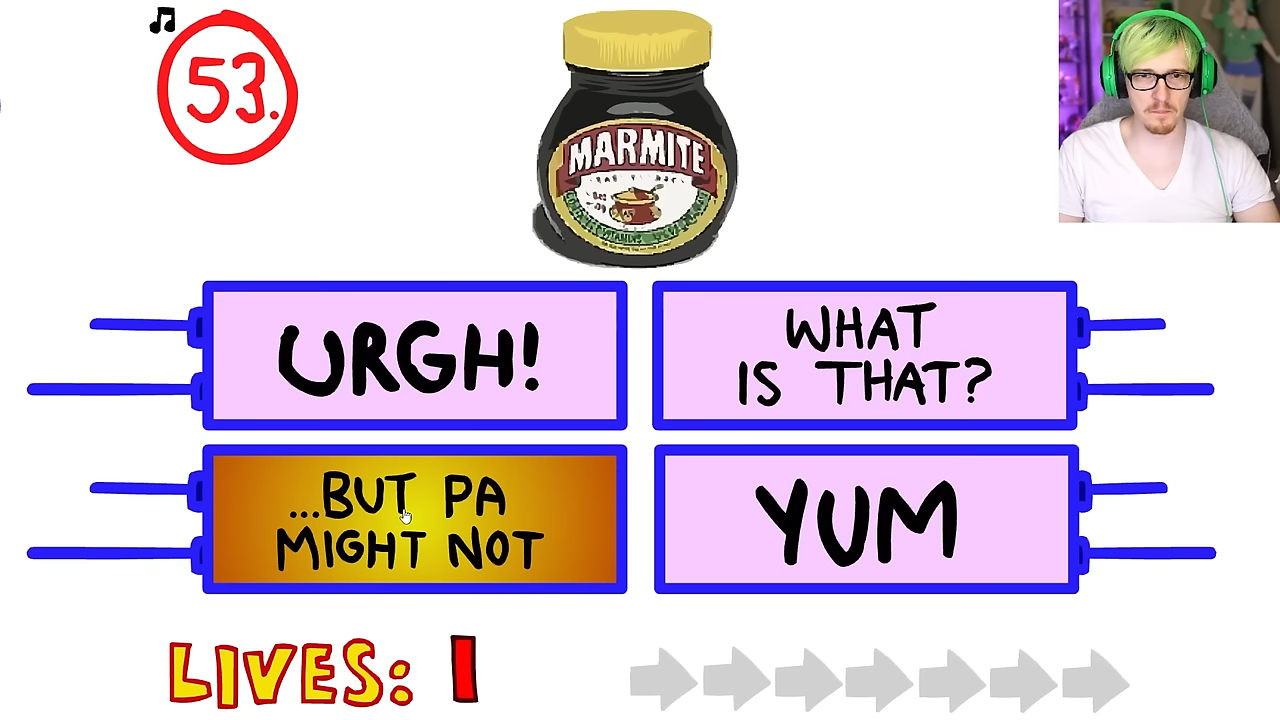 53.
MARMITE
URGH!
WHAT
IS THAT?
...BUT PA
MIGHT NOT
YUM
LIVES: 1